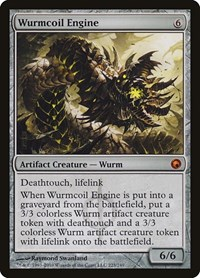 Wurmcoil Engine 6
Artifact Creature — Wurm
Deathtouch, lifelink
When Wurmcoil Engine is put into
a graveyard from the battlefield, put a
3/3 colorless Wurm artifact creature
token with deathtouch and a 3/3
colorless Wurm artifact creature token
with lifelink onto the battlefield.
Raymond Swanland
6/6